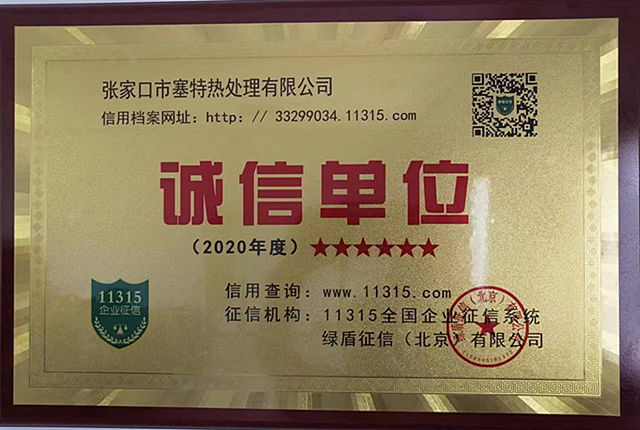 张家口市塞特热处理有限公司
信用档案网址：http: // 33299034.11315.com
诚信单位
（2020年度）★★★★★★
11315
企业征信
信用查询：www.11315.com
征信机构：11315全国企业征信系统
绿盾征信（北京）有限公司